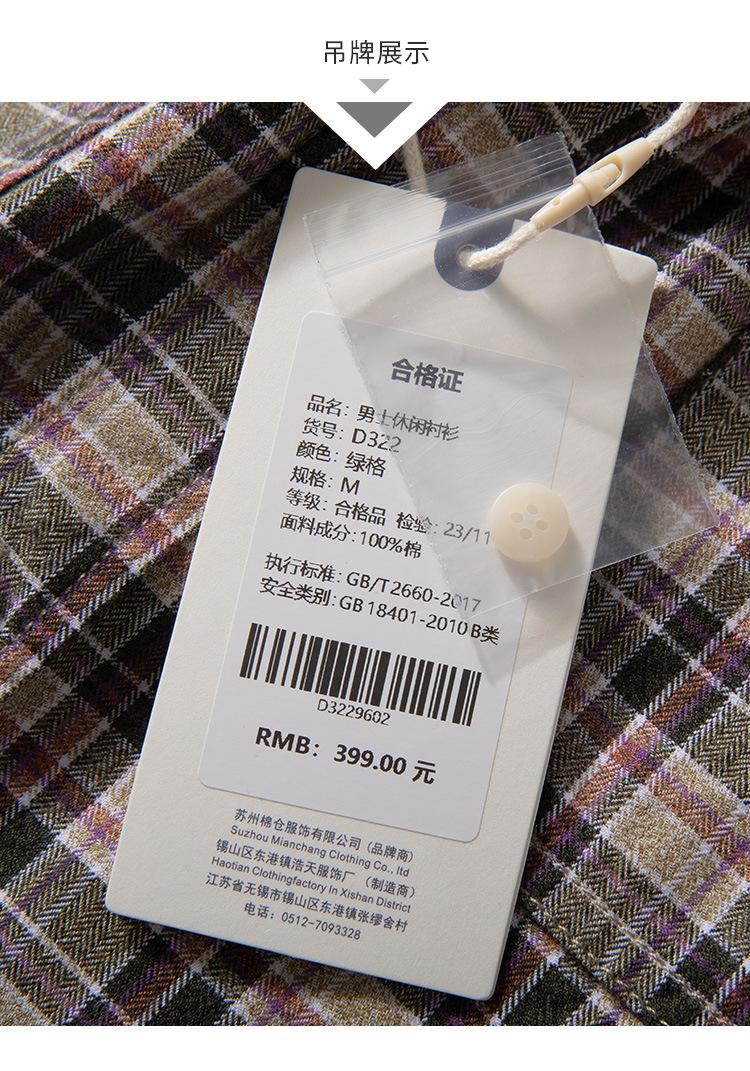 吊牌展示
合格证
品名: 男士休闲衬衫
货号: D322
颜色: 绿格
规格: M
等级: 合格品 检验: 23/11
面料成分:100%棉
执行标准: GB/T2660-2017
安全类别: GB 18401-2010 B类
D3229602
RMB: 399.00 元
苏州棉仓服饰有限公司 (品牌商)
Suzhou Mianchang Clothing Co., ltd
锡山区东港镇浩天服饰厂 (制造商)
Haotian Clothingfactory In Xishan District
江苏省无锡市锡山区东港镇张缪舍村
电话: 0512-7093328